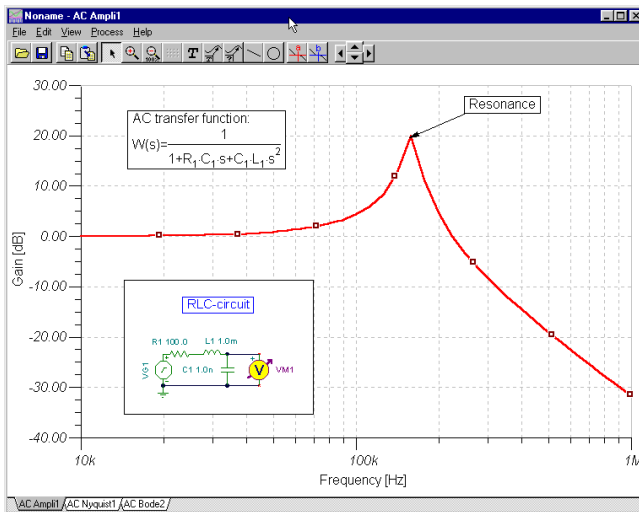 Noname - AC Ampli1
File Edit View Process Help
T
a
b
30.00
20.00
10.00
0.00
-10.00
-20.00
-30.00
-40.00
Gain [dB]
AC transfer function:
W(s)=1/(1+R1·C1·s+C1·L1·s²)
Resonance
RLC-circuit
R1 100.0
L1 1.0m
C1 1.0n
VG1
+
V
VM1
10k
100k
1M
Frequency [Hz]
AC Ampli1 AC Nyquist1 AC Bode2